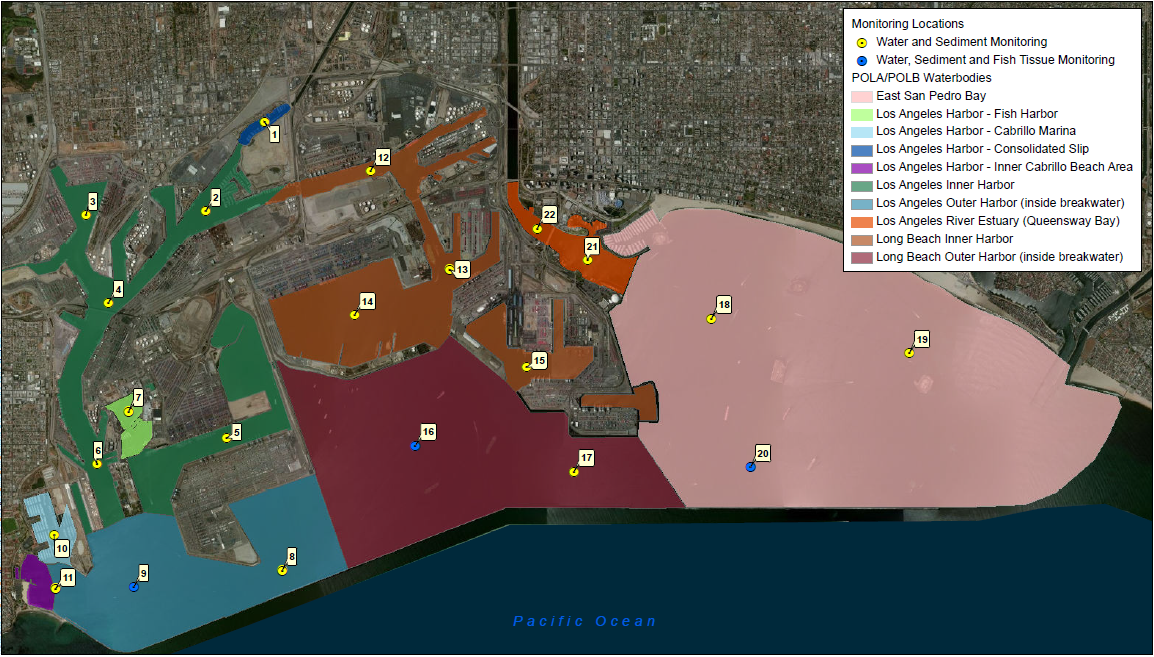 Monitoring Locations
Water and Sediment Monitoring
Water, Sediment and Fish Tissue Monitoring
POLA/POLB Waterbodies
East San Pedro Bay
Los Angeles Harbor - Fish Harbor
Los Angeles Harbor - Cabrillo Marina
Los Angeles Harbor - Consolidated Slip
Los Angeles Harbor - Inner Cabrillo Beach Area
Los Angeles Inner Harbor
Los Angeles Outer Harbor (inside breakwater)
Los Angeles River Estuary (Queensway Bay)
Long Beach Inner Harbor
Long Beach Outer Harbor (inside breakwater)
1
12
2
3
22
21
13
4
14
18
19
15
7
5
16
6
17
20
10
8
9
11
Pacific Ocean